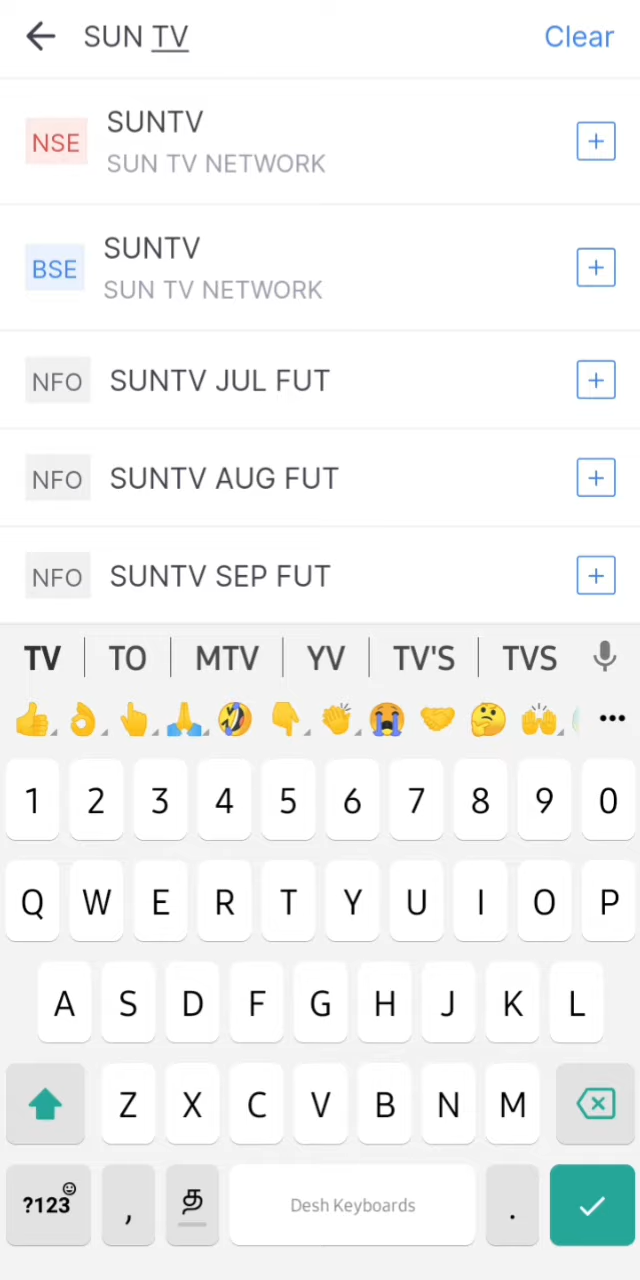 SUN TV Clear
NSE SUNTV
SUN TV NETWORK
BSE SUNTV
SUN TV NETWORK
NFO SUNTV JUL FUT
NFO SUNTV AUG FUT
NFO SUNTV SEP FUT
TV TO MTV YV TV'S TVS
1 2 3 4 5 6 7 8 9 0
Q W E R T Y U I O P
A S D F G H J K L
Z X C V B N M
?123 , த Desh Keyboards .